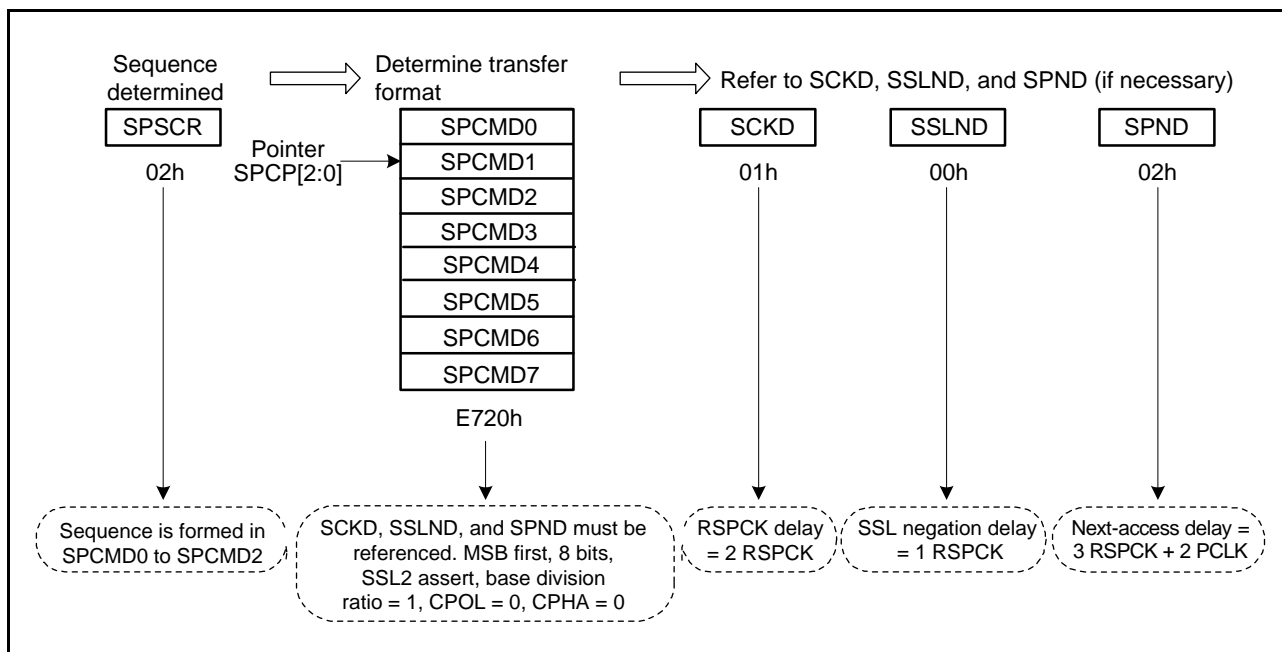 Sequence
determined
Determine transfer
format
Refer to SCKD, SSLND, and SPND (if necessary)
SPSCR
02h
Pointer
SPCP[2:0]
SPCMD0
SPCMD1
SPCMD2
SPCMD3
SPCMD4
SPCMD5
SPCMD6
SPCMD7
E720h
SCKD
01h
SSLND
00h
SPND
02h
Sequence is formed in
SPCMD0 to SPCMD2
SCKD, SSLND, and SPND must be
referenced. MSB first, 8 bits,
SSL2 assert, base division
ratio = 1, CPOL = 0, CPHA = 0
RSPCK delay
= 2 RSPCK
SSL negation delay
= 1 RSPCK
Next-access delay =
3 RSPCK + 2 PCLK